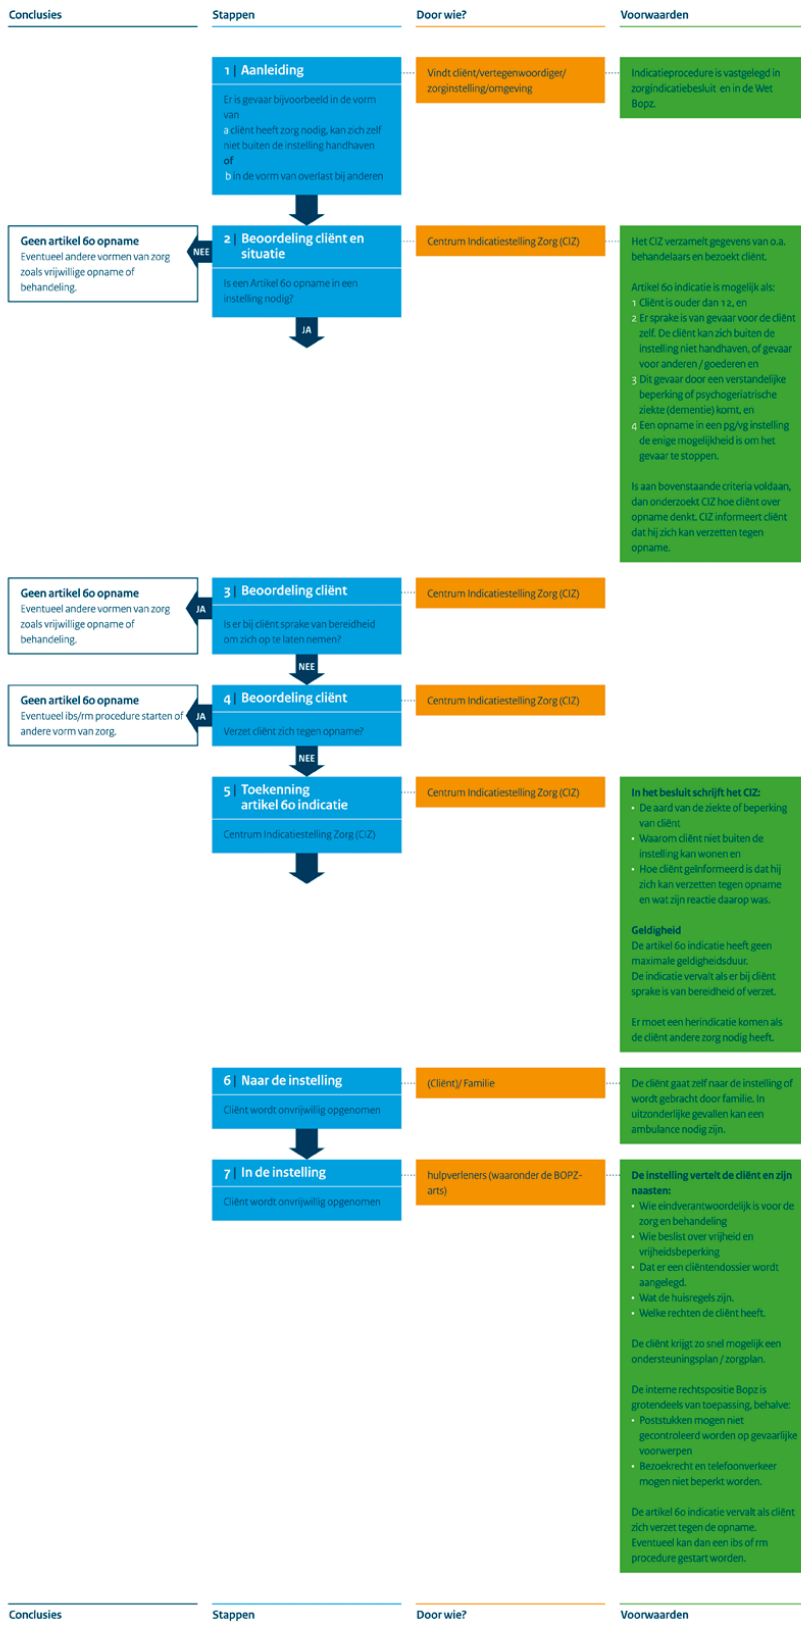 Conclusies
Stappen
Door wie?
Voorwaarden
1 | Aanleiding
Er is gevaar bijvoorbeeld in de vorm
van
a cliënt heeft zorg nodig, kan zich zelf
niet buiten de instelling handhaven
of
b in de vorm van overlast bij anderen
Vindt cliënt/vertegenwoordiger/
zorginstelling/omgeving
Indicatieprocedure is vastgelegd in
zorgindicatiebesluit en in de Wet
Bopz.
Geen artikel 60 opname
Eventueel andere vormen van zorg
zoals vrijwillige opname of
behandeling.
NEE
2 | Beoordeling cliënt en
situatie
Is een Artikel 60 opname in een
instelling nodig?
JA
Centrum Indicatiestelling Zorg (CIZ)
Het CIZ verzamelt gegevens van o.a.
behandelaars en bezoekt cliënt.
Artikel 60 indicatie is mogelijk als:
1 Cliënt is ouder dan 12, en
2 Er sprake is van gevaar voor de cliënt
zelf. De cliënt kan zich buiten de
instelling niet handhaven, of gevaar
voor anderen / goederen en
3 Dit gevaar door een verstandelijke
beperking of psychogeriatrische
ziekte (dementie) komt, en
4 Een opname in een pg/vg instelling
de enige mogelijkheid is om het
gevaar te stoppen.
Is aan bovenstaande criteria voldaan,
dan onderzoekt CIZ hoe cliënt over
opname denkt. CIZ informeert cliënt
dat hij zich kan verzetten tegen
opname.
Geen artikel 60 opname
Eventueel andere vormen van zorg
zoals vrijwillige opname of
behandeling.
JA
3 | Beoordeling cliënt
Is er bij cliënt sprake van bereidheid
om zich op te laten nemen?
NEE
Centrum Indicatiestelling Zorg (CIZ)
Geen artikel 60 opname
Eventueel ibs/rm procedure starten of
andere vorm van zorg.
JA
4 | Beoordeling cliënt
Verzet cliënt zich tegen opname?
NEE
Centrum Indicatiestelling Zorg (CIZ)
5 | Toekenning
artikel 60 indicatie
Centrum Indicatiestelling Zorg (CIZ)
Centrum Indicatiestelling Zorg (CIZ)
In het besluit schrijft het CIZ:
• De aard van de ziekte of beperking
van cliënt
• Waarom cliënt niet buiten de
instelling kan wonen en
• Hoe cliënt geïnformeerd is dat hij
zich kan verzetten tegen opname
en wat zijn reactie daarop was.
Geldigheid
De artikel 60 indicatie heeft geen
maximale geldigheidsduur.
De indicatie vervalt als er bij cliënt
sprake is van bereidheid of verzet.
Er moet een herindicatie komen als
de cliënt andere zorg nodig heeft.
6 | Naar de instelling
Cliënt wordt onvrijwillig opgenomen
(Cliënt)/ Familie
De cliënt gaat zelf naar de instelling of
wordt gebracht door familie. In
uitzonderlijke gevallen kan een
ambulance nodig zijn.
7 | In de instelling
Cliënt wordt onvrijwillig opgenomen
hulpverleners (waaronder de BOPZ-
arts)
De instelling vertelt de cliënt en zijn
naasten:
• Wie eindverantwoordelijk is voor de
zorg en behandeling
• Wie beslist over vrijheid en
vrijheidsbeperking
• Dat er een cliëntendossier wordt
aangelegd.
• Wat de huisregels zijn.
• Welke rechten de cliënt heeft.
De cliënt krijgt zo snel mogelijk een
ondersteuningsplan / zorgplan.
De interne rechtspositie Bopz is
grotendeels van toepassing, behalve:
• Poststukken mogen niet
gecontroleerd worden op gevaarlijke
voorwerpen
• Bezoekrecht en telefoonverkeer
mogen niet beperkt worden.
De artikel 60 indicatie vervalt als cliënt
zich verzet tegen de opname.
Eventueel kan dan een ibs of rm
procedure gestart worden.
Conclusies
Stappen
Door wie?
Voorwaarden